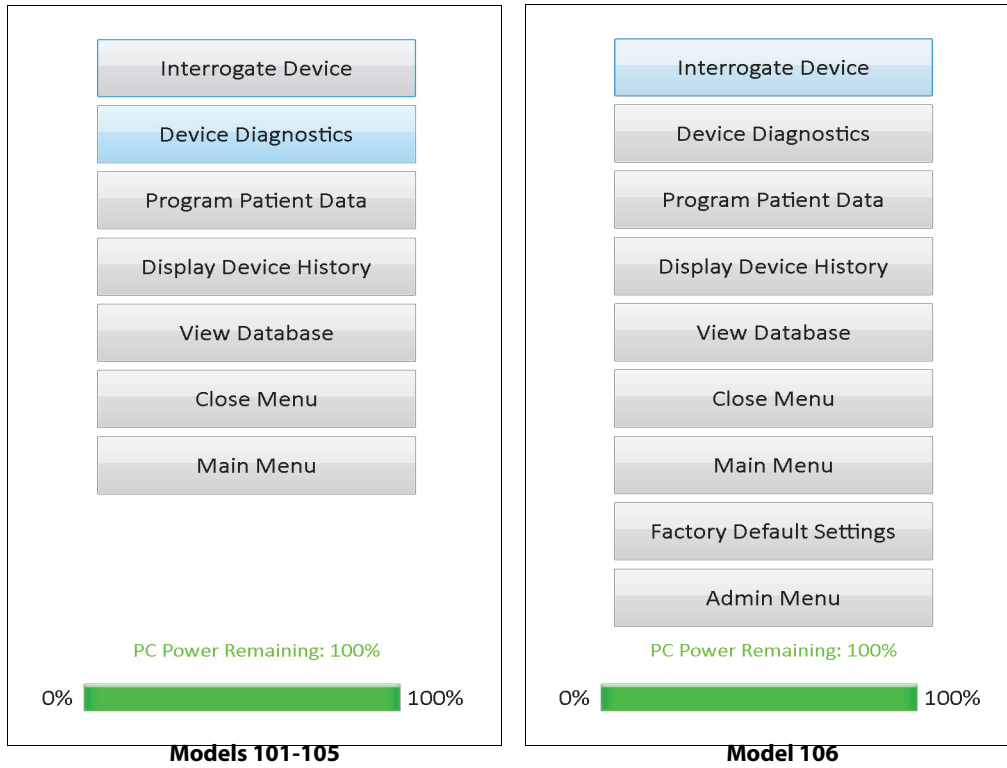 Interrogate Device
Device Diagnostics
Program Patient Data
Display Device History
View Database
Close Menu
Main Menu
PC Power Remaining: 100%
0% 100%
Models 101-105
Interrogate Device
Device Diagnostics
Program Patient Data
Display Device History
View Database
Close Menu
Main Menu
Factory Default Settings
Admin Menu
PC Power Remaining: 100%
0% 100%
Model 106